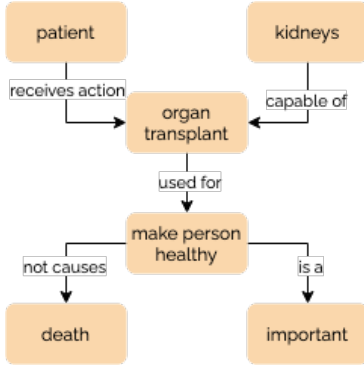 patient
kidneys
receives action
capable of
organ
transplant
used for
make person
healthy
not causes
is a
death
important